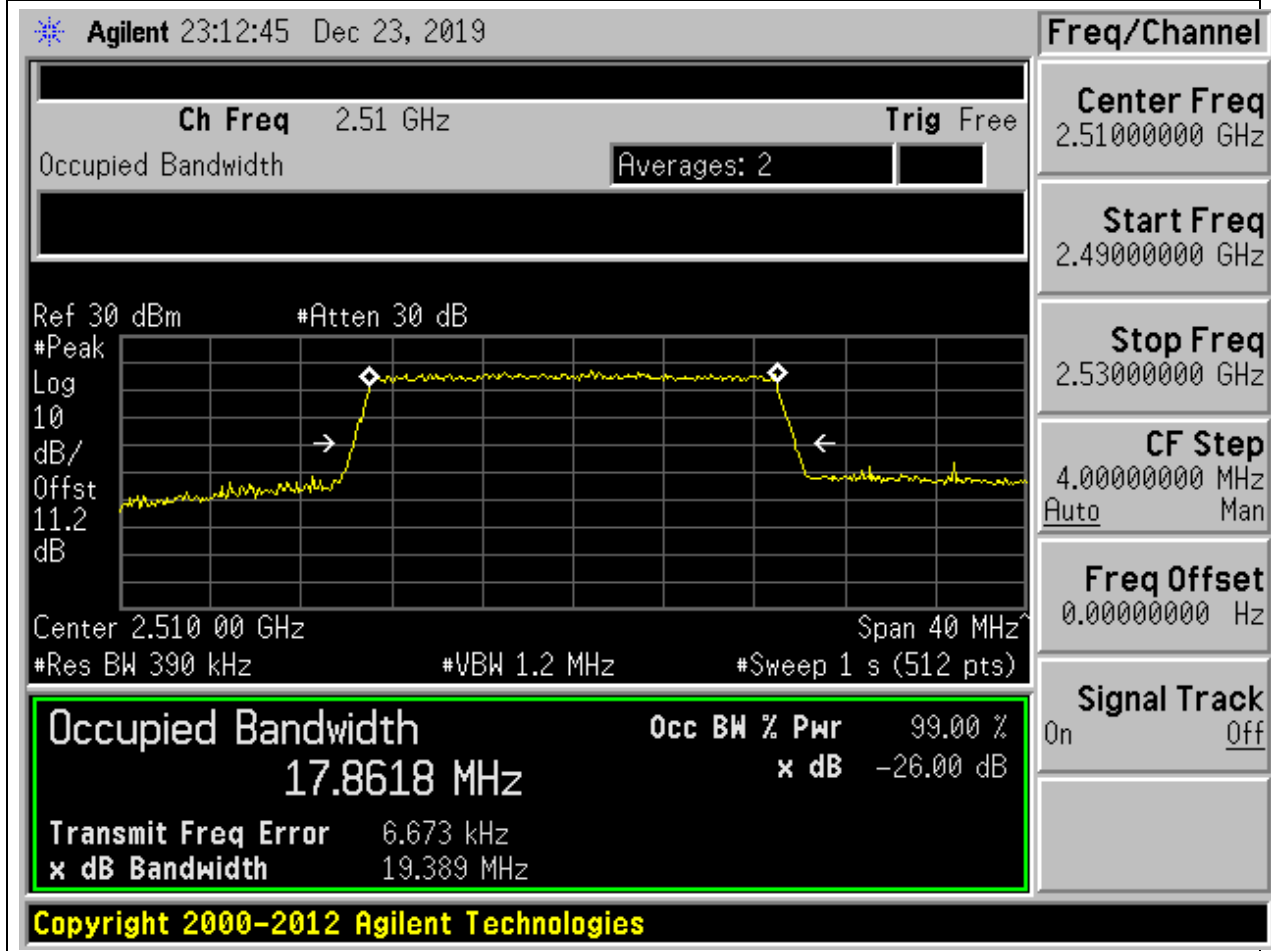 Agilent 23:12:45 Dec 23, 2019
Freq/Channel
Ch Freq 2.51 GHz Trig Free
Occupied Bandwidth Averages: 2
Center Freq
2.51000000 GHz
Start Freq
2.49000000 GHz
Stop Freq
2.53000000 GHz
CF Step
4.00000000 MHz
Auto Man
Freq Offset
0.00000000 Hz
Signal Track
On Off
Ref 30 dBm #Atten 30 dB
#Peak
Log
10
dB/
Offst
11.2
dB
Center 2.510 00 GHz Span 40 MHz^
#Res BW 390 kHz #VBW 1.2 MHz #Sweep 1 s (512 pts)
Occupied Bandwidth Occ BW % Pwr 99.00 %
17.8618 MHz x dB -26.00 dB
Transmit Freq Error 6.673 kHz
x dB Bandwidth 19.389 MHz
Copyright 2000-2012 Agilent Technologies